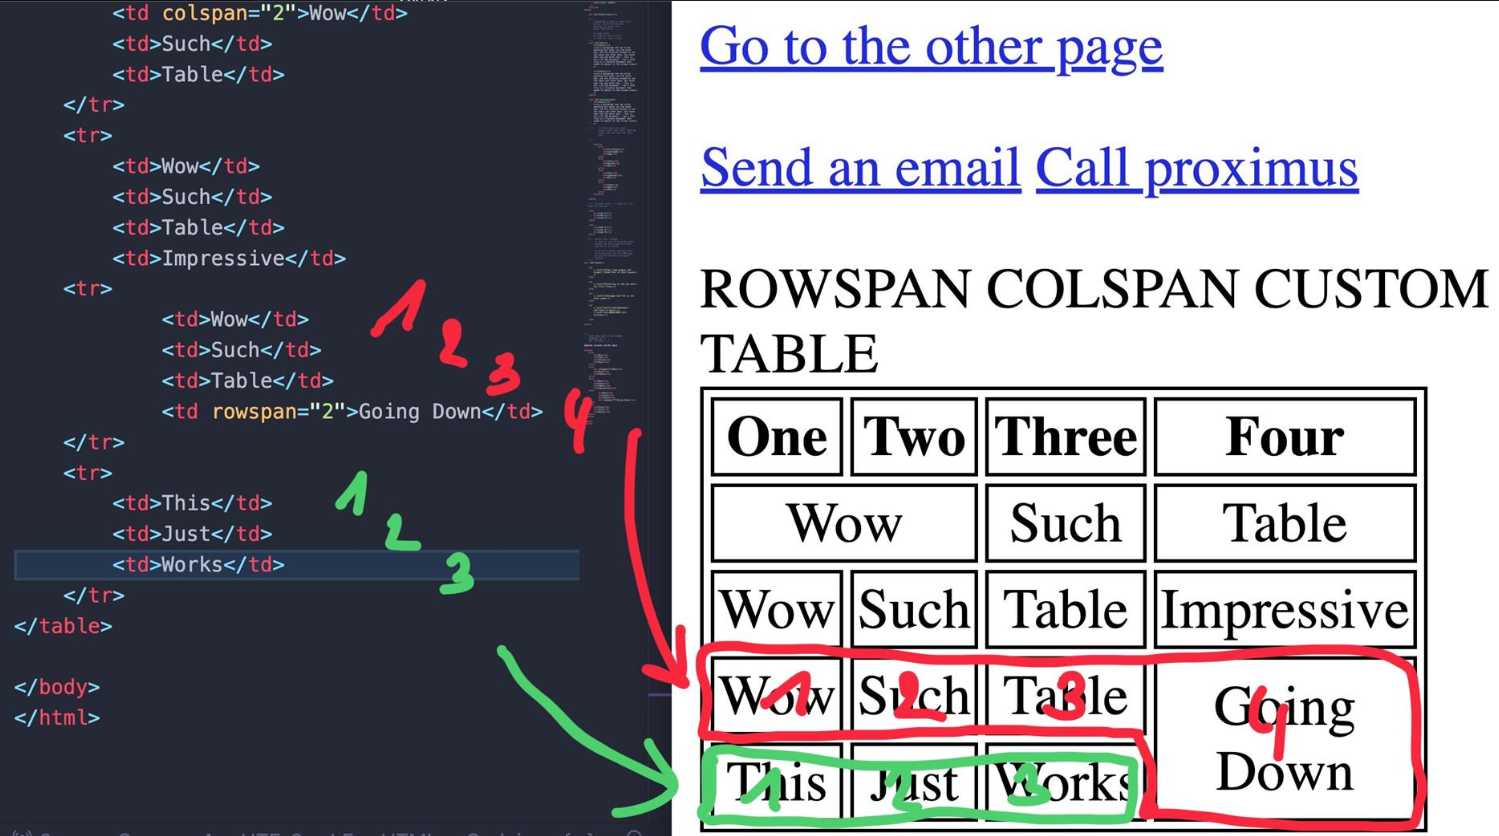 <td colspan="2">Wow</td>
<td>Such</td>
<td>Table</td>
</tr>
<tr>
<td>Wow</td>
<td>Such</td>
<td>Table</td>
<td>Impressive</td>
<tr>
<td>Wow</td> 1
<td>Such</td> 2
<td>Table</td> 3
<td rowspan="2">Going Down</td> 4
</tr>
<tr>
<td>This</td> 1
<td>Just</td> 2
<td>Works</td> 3
</tr>
</table>
</body>
</html>
Go to the other page
Send an email Call proximus
ROWSPAN COLSPAN CUSTOM
TABLE
One Two Three Four
Wow Such Table
Wow Such Table Impressive
Wow Such Table Going
Down
1 2 3 4
This Just Works
1 2 3